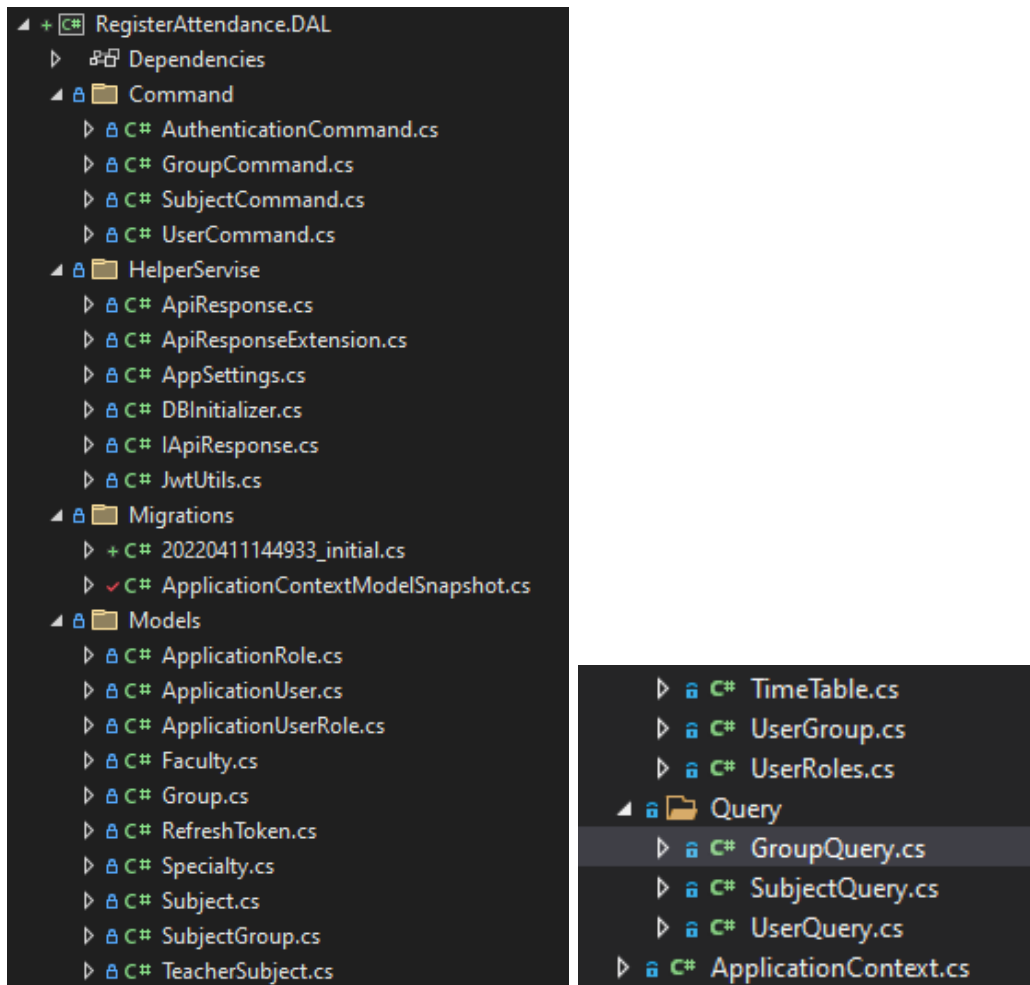 RegisterAttendance.DAL
Dependencies
Command
C# AuthenticationCommand.cs
C# GroupCommand.cs
C# SubjectCommand.cs
C# UserCommand.cs
HelperServise
C# ApiResponse.cs
C# ApiResponseExtension.cs
C# AppSettings.cs
C# DBInitializer.cs
C# IApiResponse.cs
C# JwtUtils.cs
Migrations
C# 20220411144933_initial.cs
C# ApplicationContextModelSnapshot.cs
Models
C# ApplicationRole.cs
C# ApplicationUser.cs
C# ApplicationUserRole.cs
C# Faculty.cs
C# Group.cs
C# RefreshToken.cs
C# Specialty.cs
C# Subject.cs
C# SubjectGroup.cs
C# TeacherSubject.cs
C# TimeTable.cs
C# UserGroup.cs
C# UserRoles.cs
Query
C# GroupQuery.cs
C# SubjectQuery.cs
C# UserQuery.cs
C# ApplicationContext.cs